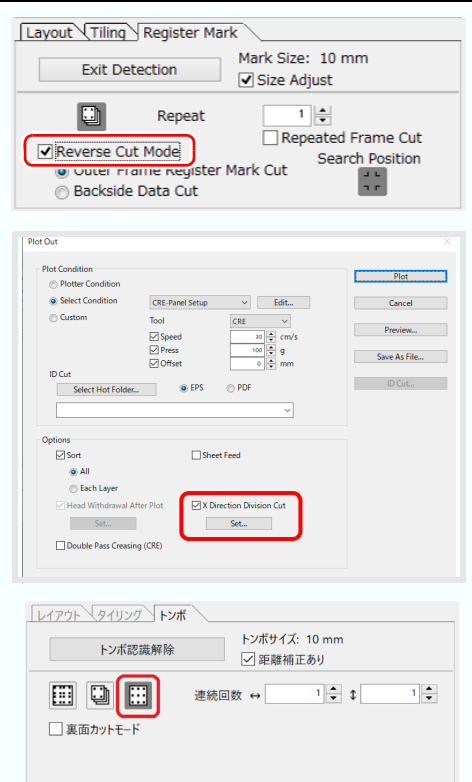 Layout Tiling Register Mark
Exit Detection
Mark Size: 10 mm
Size Adjust
Repeat 1
Repeated Frame Cut
Reverse Cut Mode
Search Position
Outer Frame Register Mark Cut
Backside Data Cut
Plot Out
Plot Condition
Plotter Condition
Select Condition CRE-Panel Setup Edit...
Custom Tool CRE
Speed 30 cm/s
Press 100 g
Offset 0 mm
Plot
Cancel
Preview...
Save As File...
ID Cut...
ID Cut
Select Hot Folder... EPS PDF
Options
Sort Sheet Feed
All
Each Layer
Head Withdrawal After Plot X Direction Division Cut
Set... Set...
Double Pass Creasing (CRE)
レイアウト タイリング トンボ
トンボ認識解除
トンボサイズ: 10 mm
距離補正あり
連続回数 ↔ 1 ↕ 1
裏面カットモード